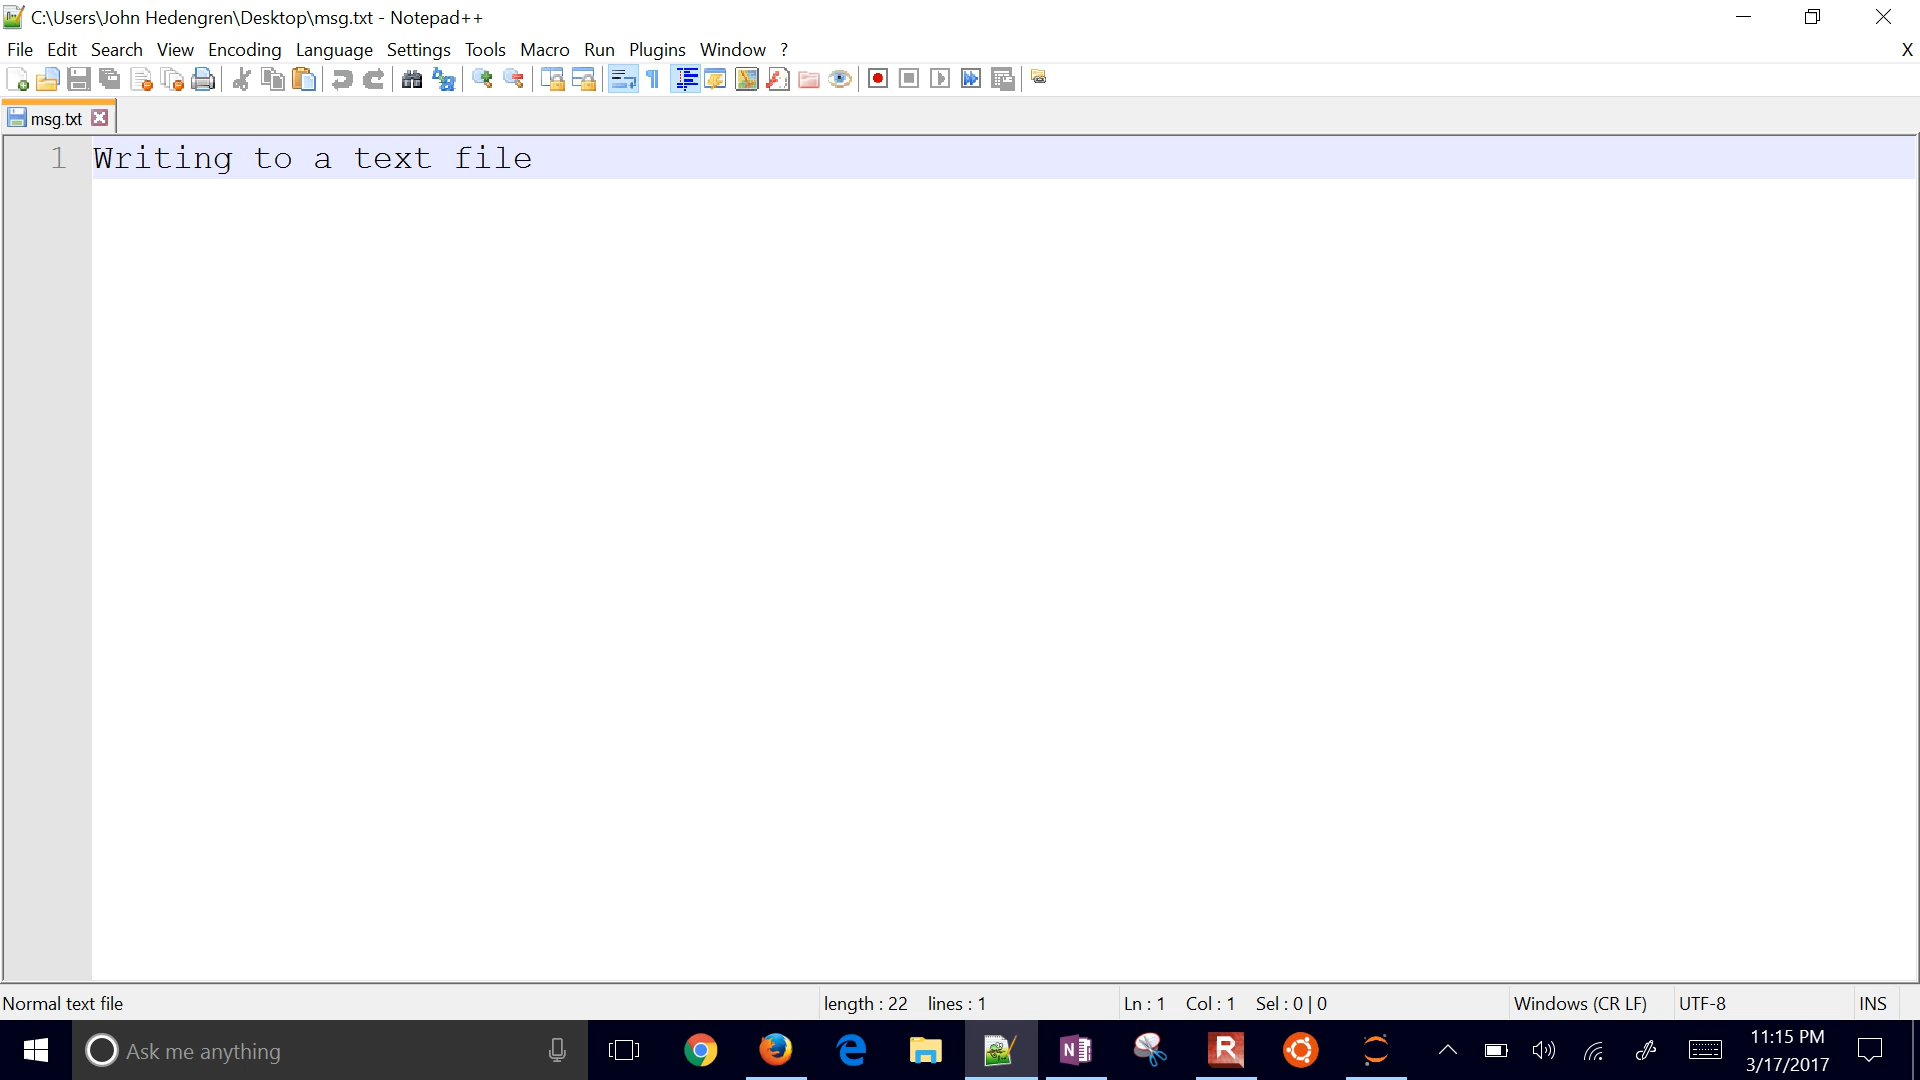 C:\Users\John Hedengren\Desktop\msg.txt - Notepad++
File Edit Search View Encoding Language Settings Tools Macro Run Plugins Window ? X
msg.txt
1 Writing to a text file
Normal text file length : 22 lines : 1 Ln : 1 Col : 1 Sel : 0 | 0 Windows (CR LF) UTF-8 INS
Ask me anything 11:15 PM
3/17/2017